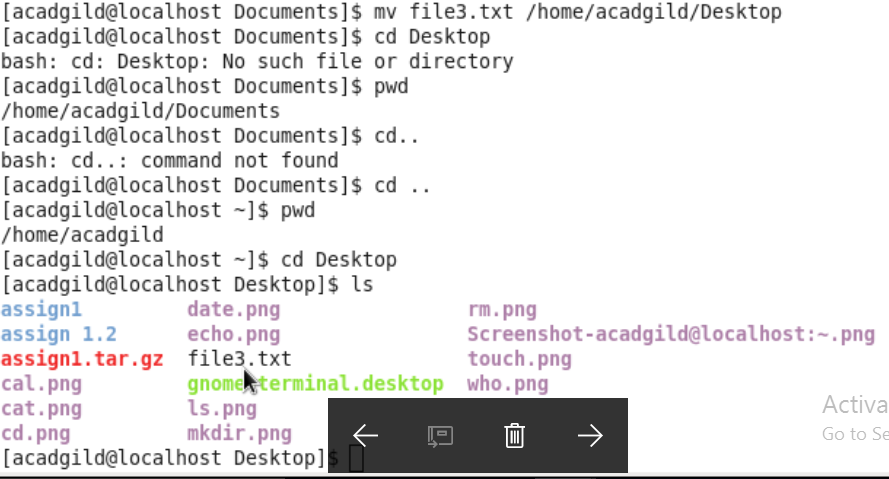 [acadgild@localhost Documents]$ mv file3.txt /home/acadgild/Desktop
[acadgild@localhost Documents]$ cd Desktop
bash: cd: Desktop: No such file or directory
[acadgild@localhost Documents]$ pwd
/home/acadgild/Documents
[acadgild@localhost Documents]$ cd..
bash: cd..: command not found
[acadgild@localhost Documents]$ cd ..
[acadgild@localhost ~]$ pwd
/home/acadgild
[acadgild@localhost ~]$ cd Desktop
[acadgild@localhost Desktop]$ ls
assign1 date.png rm.png
assign 1.2 echo.png Screenshot-acadgild@localhost:~.png
assign1.tar.gz file3.txt touch.png
cal.png gnome-terminal.desktop who.png
cat.png ls.png
cd.png mkdir.png
[acadgild@localhost Desktop]$
Activa
Go to Se